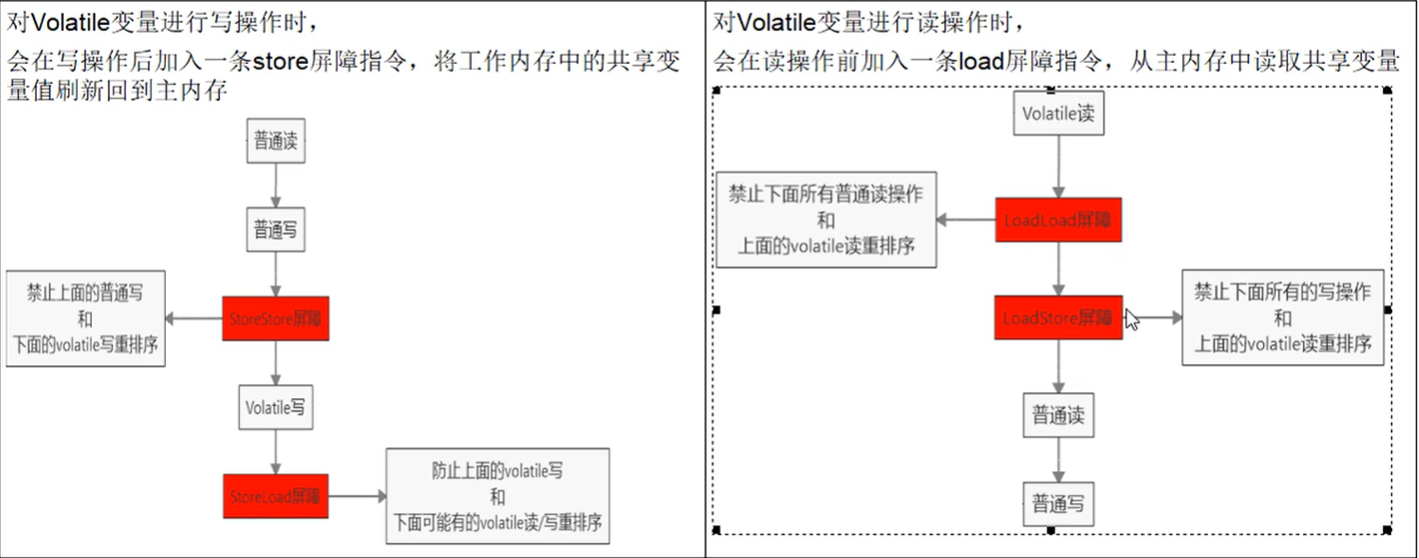 对Volatile变量进行写操作时，
会在写操作后加入一条store屏障指令，将工作内存中的共享变
量值刷新回到主内存
普通读
普通写
禁止上面的普通写
和
下面的volatile写重排序
StoreStore屏障
Volatile写
StoreLoad屏障
防止上面的volatile写
和
下面可能有的volatile读/写重排序
对Volatile变量进行读操作时，
会在读操作前加入一条load屏障指令，从主内存中读取共享变量
Volatile读
禁止下面所有普通读操作
和
上面的volatile读重排序
LoadLoad屏障
LoadStore屏障
禁止下面所有的写操作
和
上面的volatile读重排序
普通读
普通写